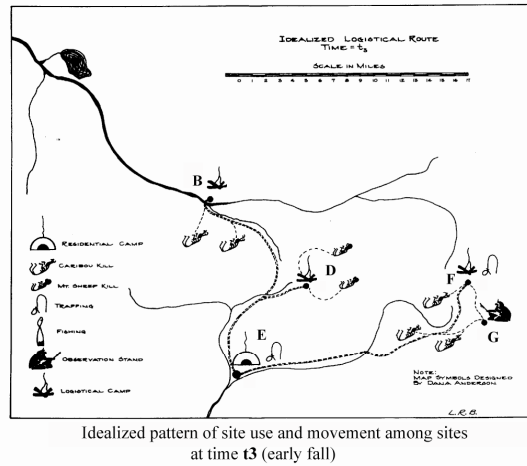 IDEALIZED LOGISTICAL ROUTE
TIME = t₃
SCALE IN MILES
0 1 2 3 4 5 6 7 8 9 10 11 12 13 14 15 16 17
B
RESIDENTIAL CAMP
CARIBOU KILL
MT. SHEEP KILL
TRAPPING
FISHING
OBSERVATION STAND
LOGISTICAL CAMP
D
E
F
G
NOTE:
MAP SYMBOLS DESIGNED
BY DANA ANDERSON
L.R.B.
Idealized pattern of site use and movement among sites
at time t3 (early fall)